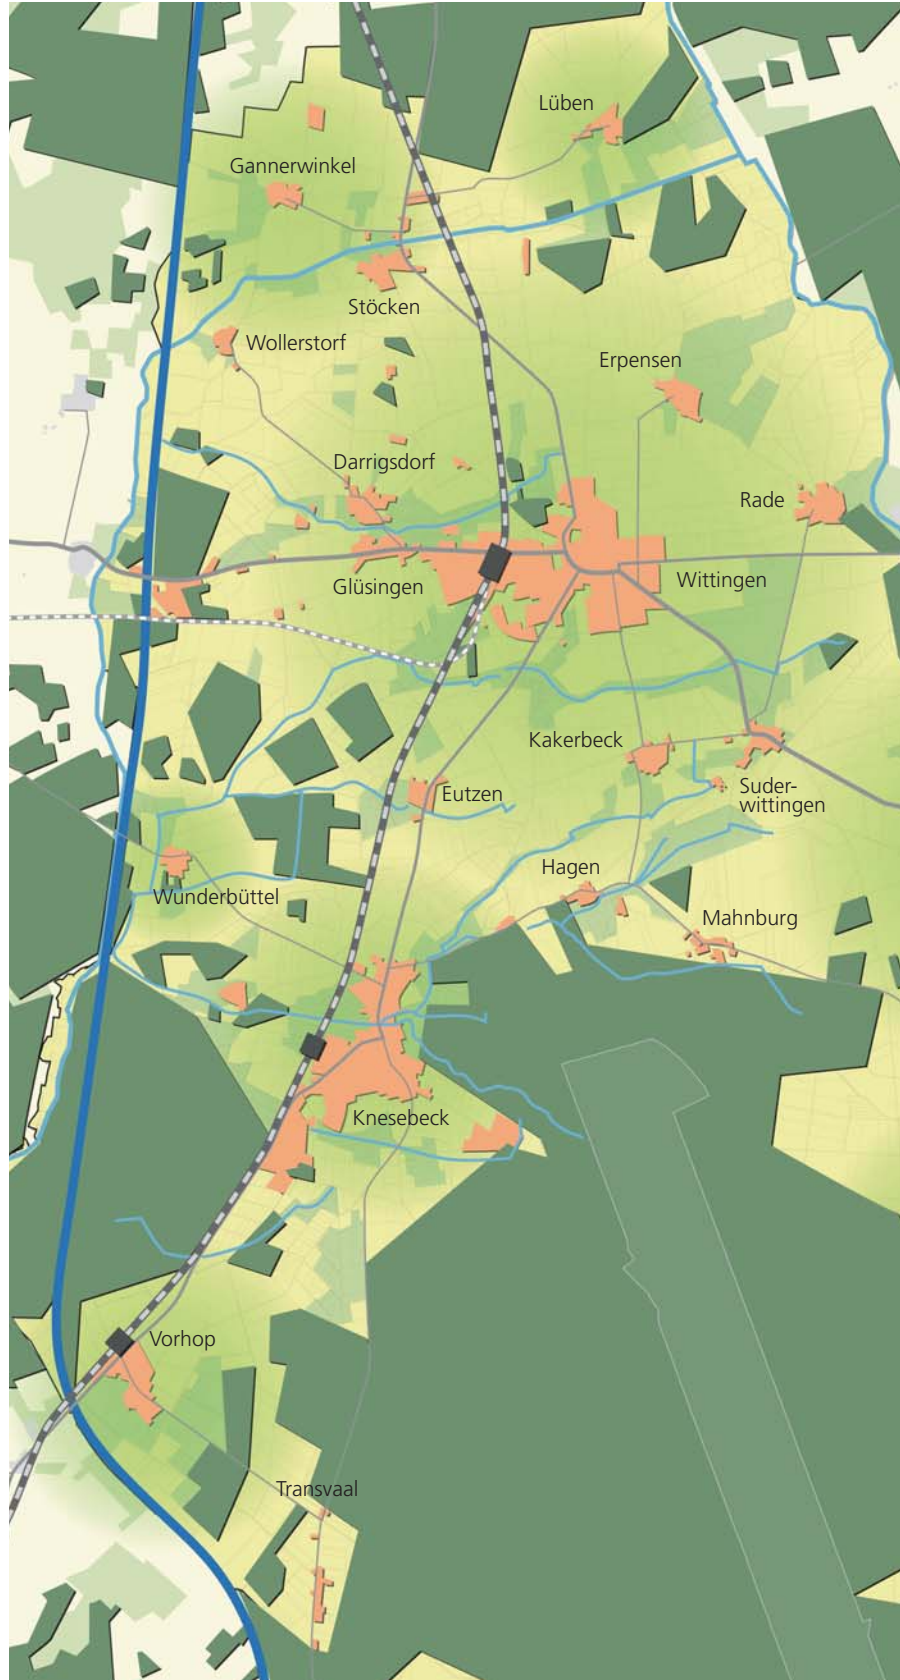 Lüben
Gannerwinkel
Stöcken
Wollerstorf
Erpensen
Darrigsdorf
Rade
Wittingen
Glüsingen
Kakerbeck
Suder-
wittingen
Eutzen
Hagen
Wunderbüttel
Mahnburg
Knesebeck
Vorhop
Transvaal